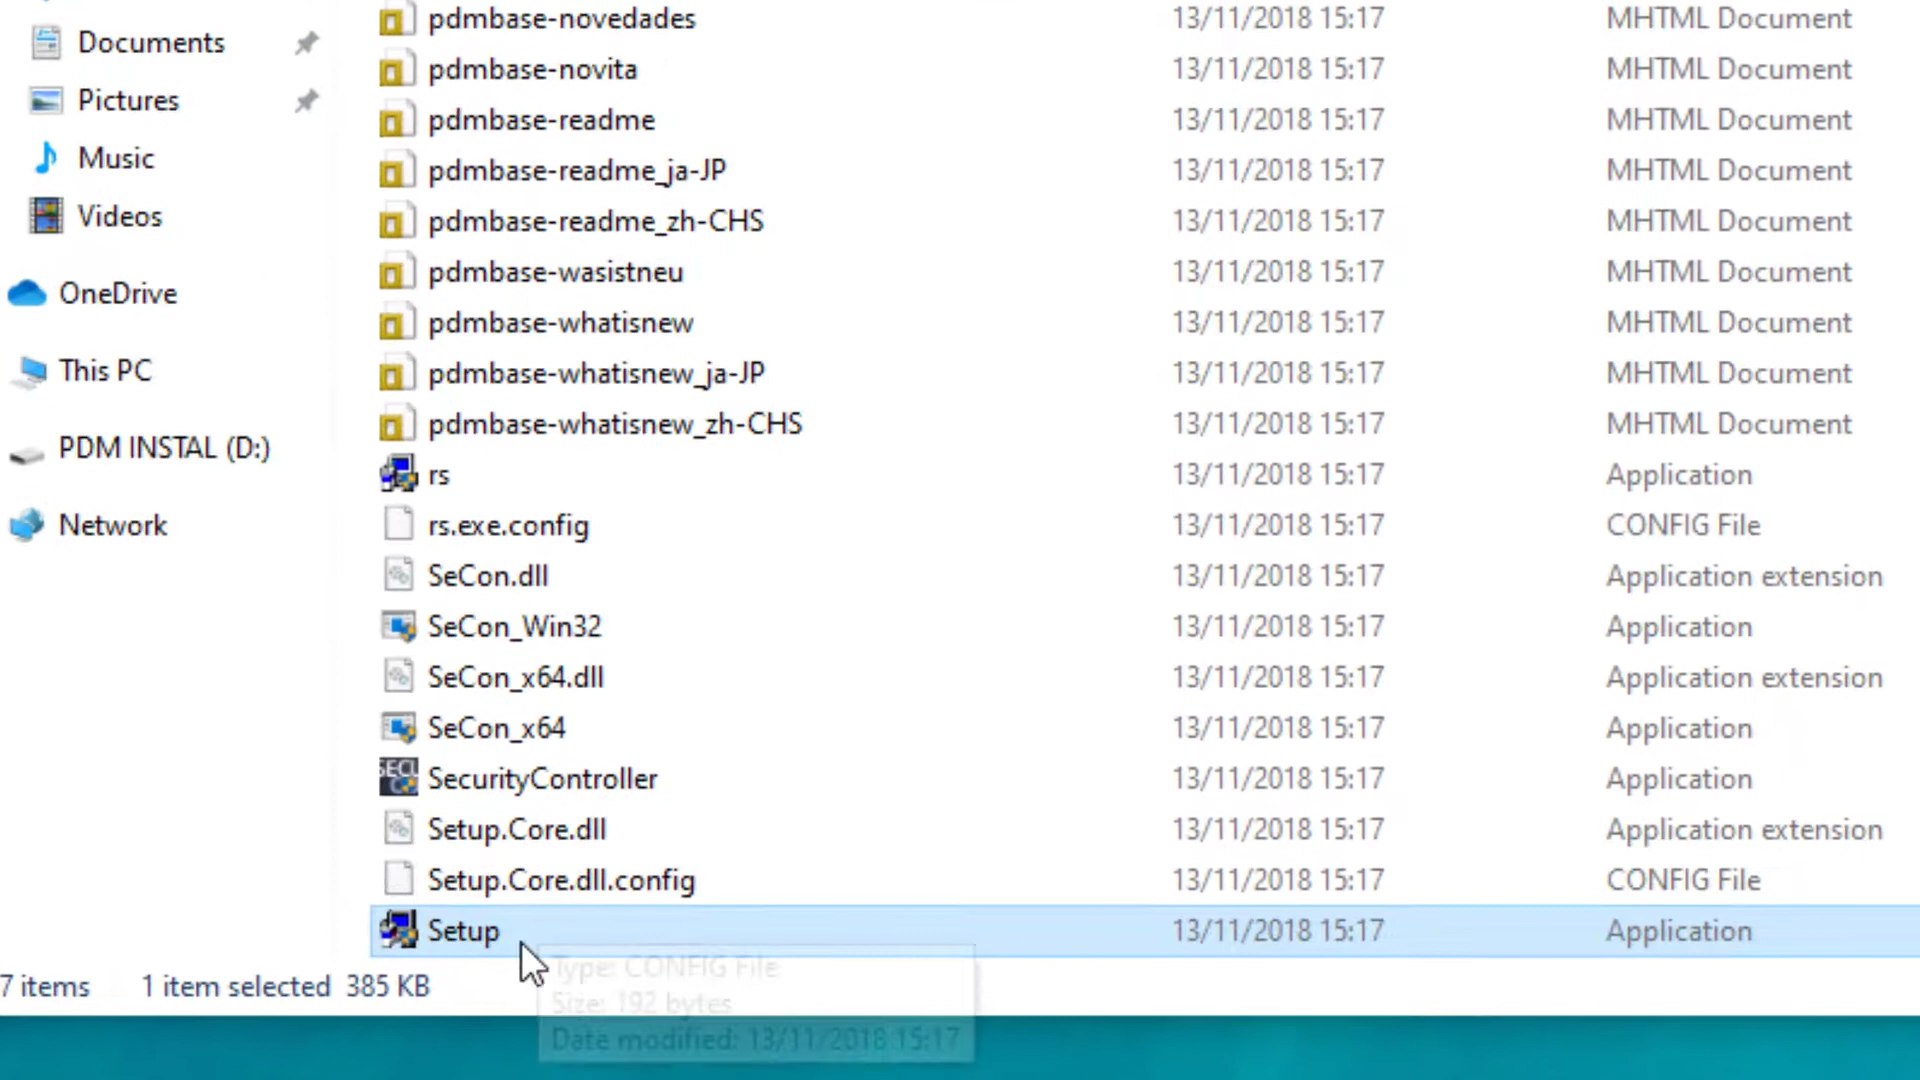 Documents
Pictures
Music
Videos
OneDrive
This PC
PDM INSTAL (D:)
Network
pdmbase-novedades 13/11/2018 15:17 MHTML Document
pdmbase-novita 13/11/2018 15:17 MHTML Document
pdmbase-readme 13/11/2018 15:17 MHTML Document
pdmbase-readme_ja-JP 13/11/2018 15:17 MHTML Document
pdmbase-readme_zh-CHS 13/11/2018 15:17 MHTML Document
pdmbase-wasistneu 13/11/2018 15:17 MHTML Document
pdmbase-whatisnew 13/11/2018 15:17 MHTML Document
pdmbase-whatisnew_ja-JP 13/11/2018 15:17 MHTML Document
pdmbase-whatisnew_zh-CHS 13/11/2018 15:17 MHTML Document
rs 13/11/2018 15:17 Application
rs.exe.config 13/11/2018 15:17 CONFIG File
SeCon.dll 13/11/2018 15:17 Application extension
SeCon_Win32 13/11/2018 15:17 Application
SeCon_x64.dll 13/11/2018 15:17 Application extension
SeCon_x64 13/11/2018 15:17 Application
SecurityController 13/11/2018 15:17 Application
Setup.Core.dll 13/11/2018 15:17 Application extension
Setup.Core.dll.config 13/11/2018 15:17 CONFIG File
Setup 13/11/2018 15:17 Application
Type: CONFIG File
Size: 192 bytes
Date modified: 13/11/2018 15:17
7 items 1 item selected 385 KB